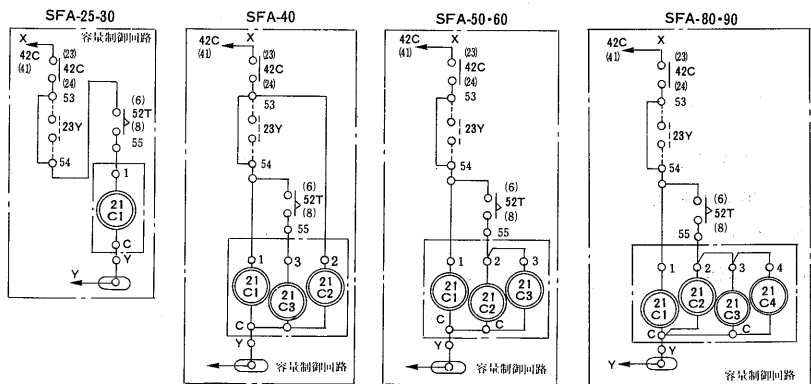 SFA-25-30
X
容量制御回路
42C
(41)
(23)
42C
(24)
53
23Y
54
(6)
52T
(8)
55
1
21
C1
C
Y
Y
SFA-40
X
42C
(41)
(23)
42C
(24)
53
23Y
54
(6)
52T
(8)
55
1
3
2
21
C1
21
C3
21
C2
C
Y
容量制御回路
SFA-50・60
X
42C
(41)
(23)
42C
(24)
53
23Y
54
(6)
52T
(8)
55
1
2
3
21
C1
21
C2
21
C3
C
C
Y
容量制御回路
SFA-80・90
X
42C
(41)
(23)
42C
(24)
53
23Y
54
(6)
52T
(8)
55
1
2
3
4
21
C1
21
C2
21
C3
21
C4
C
C
Y
Y
容量制御回路